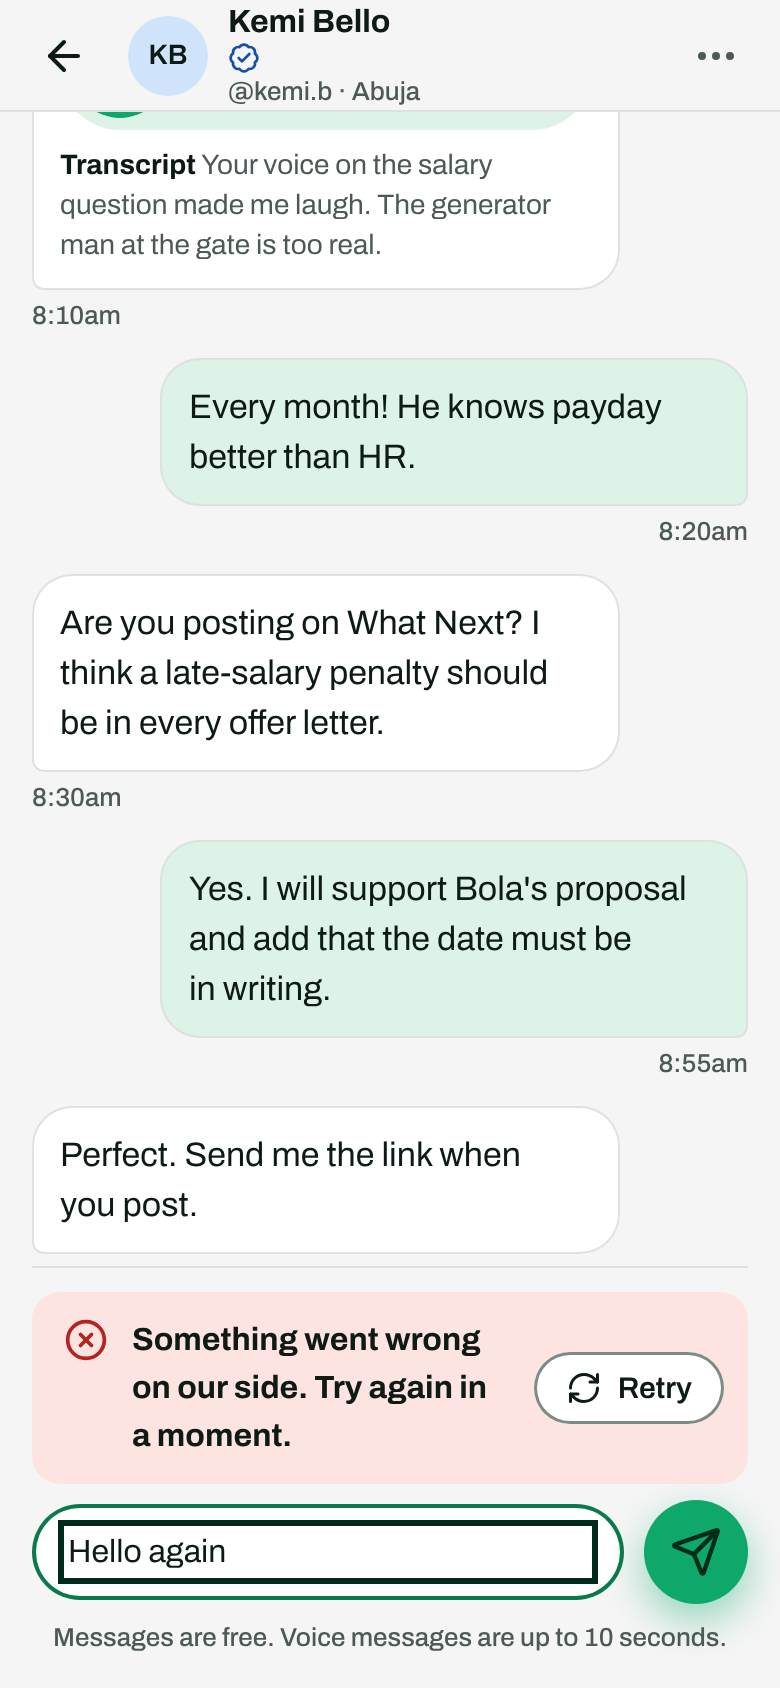 Kemi Bello
KB
@kemi.b · Abuja
Transcript Your voice on the salary
question made me laugh. The generator
man at the gate is too real.
8:10am
Every month! He knows payday
better than HR.
8:20am
Are you posting on What Next? I
think a late-salary penalty should
be in every offer letter.
8:30am
Yes. I will support Bola's proposal
and add that the date must be
in writing.
8:55am
Perfect. Send me the link when
you post.
Something went wrong
on our side. Try again in
a moment.
Retry
Hello again
Messages are free. Voice messages are up to 10 seconds.